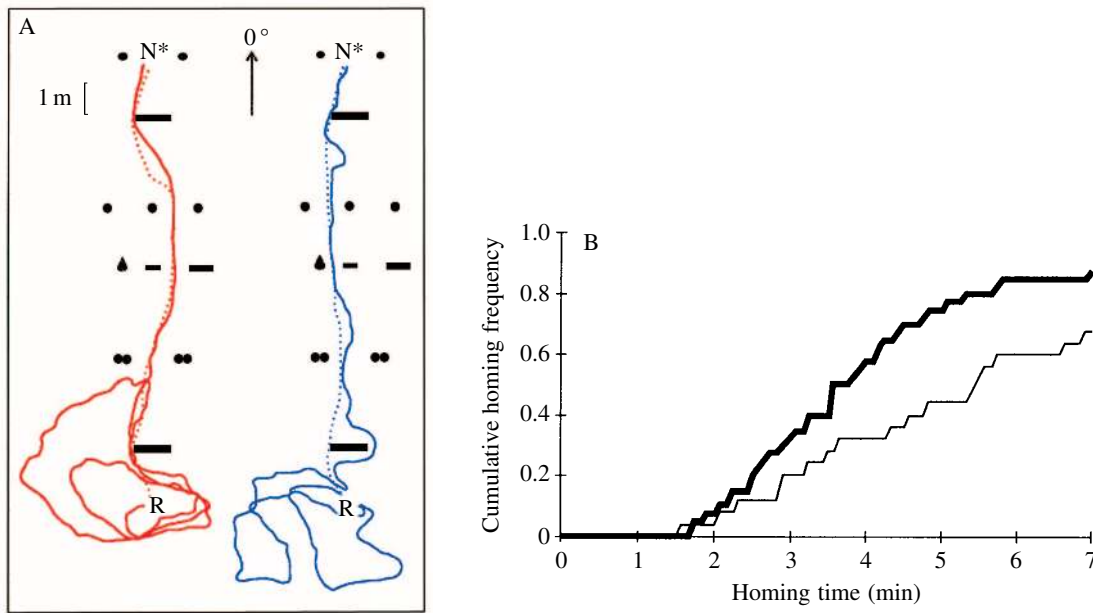 A
N* 0° N*
1 m
R R
B
Cumulative homing frequency
1.0
0.8
0.6
0.4
0.2
0
0 1 2 3 4 5 6 7
Homing time (min)